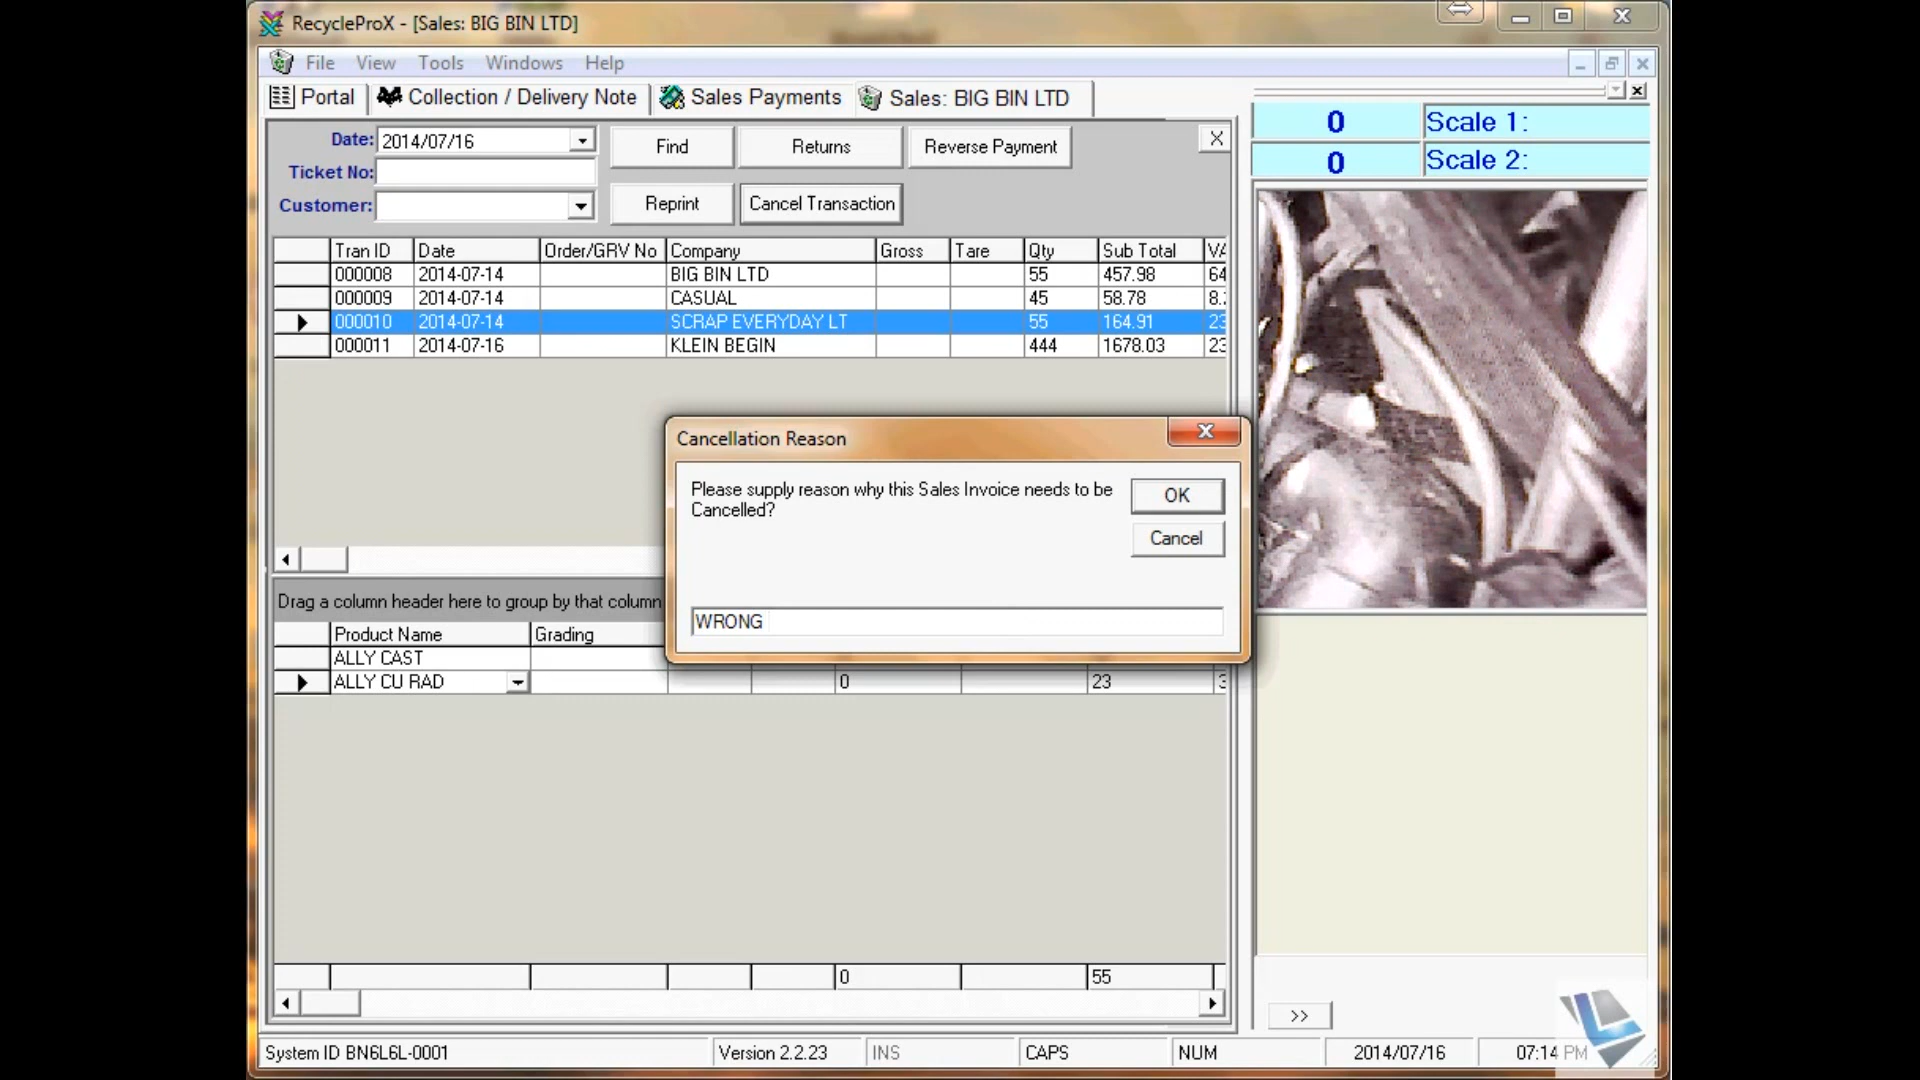 RecycleProX - [Sales: BIG BIN LTD]
File View Tools Windows Help
Portal Collection / Delivery Note Sales Payments Sales: BIG BIN LTD
Date: 2014/07/16 Find Returns Reverse Payment X
Ticket No:
Customer: Reprint Cancel Transaction
0 Scale 1:
0 Scale 2:
Tran ID Date Order/GRV No Company Gross Tare Qty Sub Total
000008 2014-07-14 BIG BIN LTD 55 457.98 64
000009 2014-07-14 CASUAL 45 58.78 8.
000010 2014-07-14 SCRAP EVERYDAY LT 55 164.91 23
000011 2014-07-16 KLEIN BEGIN 444 1678.03 23
Cancellation Reason
Please supply reason why this Sales Invoice needs to be
Cancelled?
OK
Cancel
WRONG
Drag a column header here to group by that column
Product Name Grading
ALLY CAST
ALLY CU RAD 0 23
0 55
>>
System ID BN6L6L-0001 Version 2.2.23 INS CAPS NUM 2014/07/16 07:14 PM